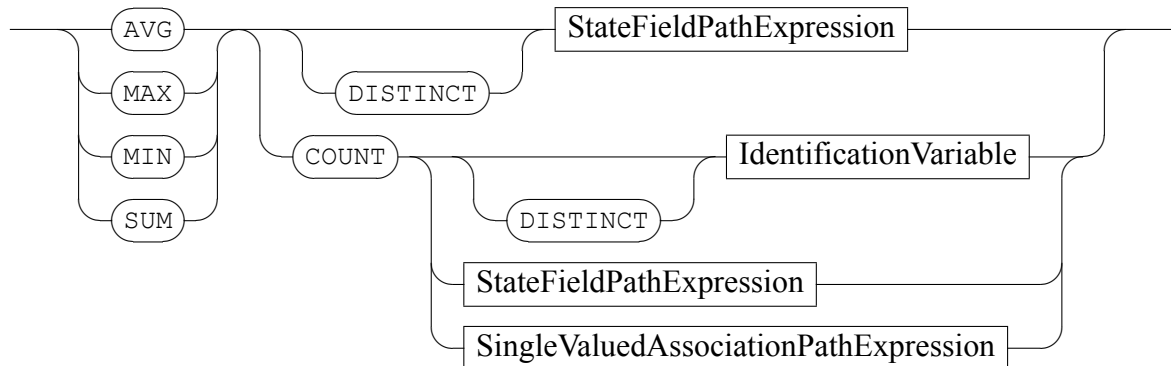 AVG StateFieldPathExpression
MAX DISTINCT
MIN COUNT IdentificationVariable
SUM DISTINCT
StateFieldPathExpression
SingleValuedAssociationPathExpression